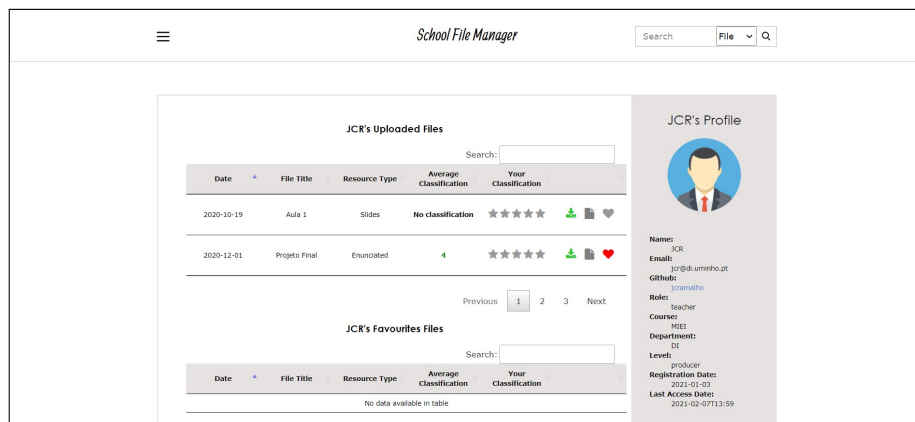 School File Manager
Search File
JCR's Uploaded Files
Search:
Date File Title Resource Type Average Classification Your Classification
2020-10-19 Aula 1 Slides No classification
2020-12-01 Projeto Final Enunciated 4
Previous 1 2 3 Next
JCR's Favourites Files
Search:
Date File Title Resource Type Average Classification Your Classification
No data available in table
JCR's Profile
Name:
JCR
Email:
jcr@di.uminho.pt
Github:
jcramalho
Role:
teacher
Course:
MIEI
Department:
DI
Level:
producer
Registration Date:
2021-01-03
Last Access Date:
2021-02-07T13:59